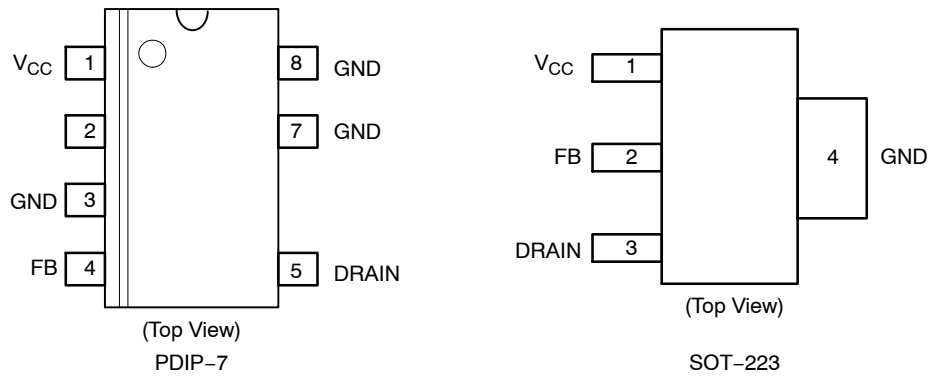 VCC 1 8 GND
2 7 GND
GND 3
FB 4 5 DRAIN
(Top View)
PDIP−7
VCC 1
FB 2 4 GND
DRAIN 3
(Top View)
SOT−223